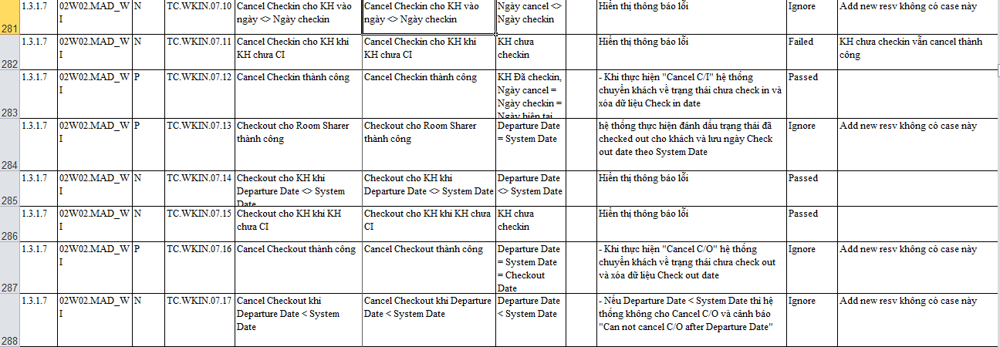 281
1.3.1.7
02W02.MAD_W
I
N
TC.WKIN.07.10
Cancel Checkin cho KH vào
ngày <> Ngày checkin
Cancel Checkin cho KH vào
ngày <> Ngày checkin
Ngày cancel <>
Ngày checkin
Hiển thị thông báo lỗi
Ignore
Add new resv không có case này
282
1.3.1.7
02W02.MAD_W
I
N
TC.WKIN.07.11
Cancel Checkin cho KH khi
KH chưa CI
Cancel Checkin cho KH khi
KH chưa CI
KH chưa
checkin
Hiển thị thông báo lỗi
Failed
KH chưa checkin vẫn cancel thành
công
283
1.3.1.7
02W02.MAD_W
I
P
TC.WKIN.07.12
Cancel Checkin thành công
Cancel Checkin thành công
KH Đã checkin,
Ngày cancel =
Ngày checkin =
Ngày hiện tại
- Khi thực hiện "Cancel C/I" hệ thống
chuyển khách về trạng thái chưa check in và
xóa dữ liệu Check in date
Passed
284
1.3.1.7
02W02.MAD_W
I
P
TC.WKIN.07.13
Checkout cho Room Sharer
thành công
Checkout cho Room Sharer
thành công
Departure Date
= System Date
hệ thống thực hiện đánh dấu trạng thái đã
checked out cho khách và lưu ngày Check
out date theo System Date
Ignore
Add new resv không có case này
285
1.3.1.7
02W02.MAD_W
I
N
TC.WKIN.07.14
Checkout cho KH khi
Departure Date <> System
Date
Checkout cho KH khi
Departure Date <> System Date
Departure Date
<> System Date
Hiển thị thông báo lỗi
Passed
286
1.3.1.7
02W02.MAD_W
I
N
TC.WKIN.07.15
Checkout cho KH khi KH
chưa CI
Checkout cho KH khi KH chưa
CI
KH chưa
checkin
Hiển thị thông báo lỗi
Passed
287
1.3.1.7
02W02.MAD_W
I
P
TC.WKIN.07.16
Cancel Checkout thành công
Cancel Checkout thành công
Departure Date
= System Date
= Checkout
Date
- Khi thực hiện "Cancel C/O" hệ thống
chuyển khách về trạng thái chưa check out
và xóa dữ liệu Check out date
Ignore
Add new resv không có case này
288
1.3.1.7
02W02.MAD_W
I
N
TC.WKIN.07.17
Cancel Checkout khi
Departure Date < System
Date
Cancel Checkout khi Departure
Date < System Date
Departure Date
< System Date
- Nếu Departure Date < System Date thì hệ
thống không cho Cancel C/O và cảnh báo
"Can not cancel C/O after Departure Date"
Ignore
Add new resv không có case này